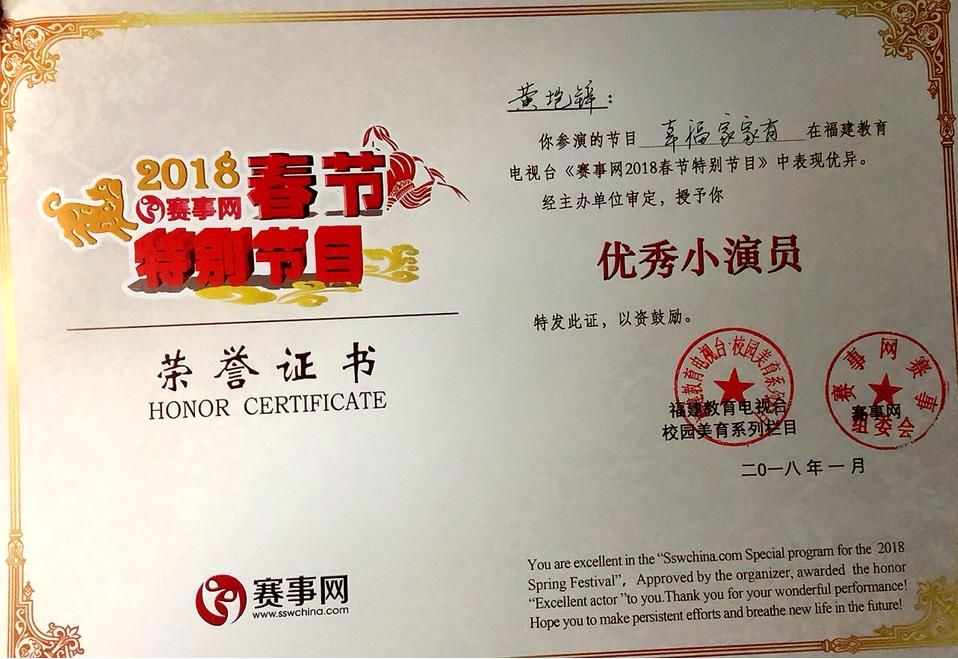 2018
赛事网 春节
特别节目
荣誉证书
HONOR CERTIFICATE
赛事网
www.sswchina.com
黄垲铎：
你参演的节目 幸福家家有 在福建教育
电视台《赛事网2018春节特别节目》中表现优异。
经主办单位审定，授予你
优秀小演员
特发此证，以资鼓励。
福建教育电视台
校园美育系列栏目
赛事网
赛事网赛事
组委会
二〇一八年一月
You are excellent in the “Sswchina.com Special program for the 2018
Spring Festival”, Approved by the organizer, awarded the honor
“Excellent actor ”to you.Thank you for your wonderful performance!
Hope you to make persistent efforts and breathe new life in the future!